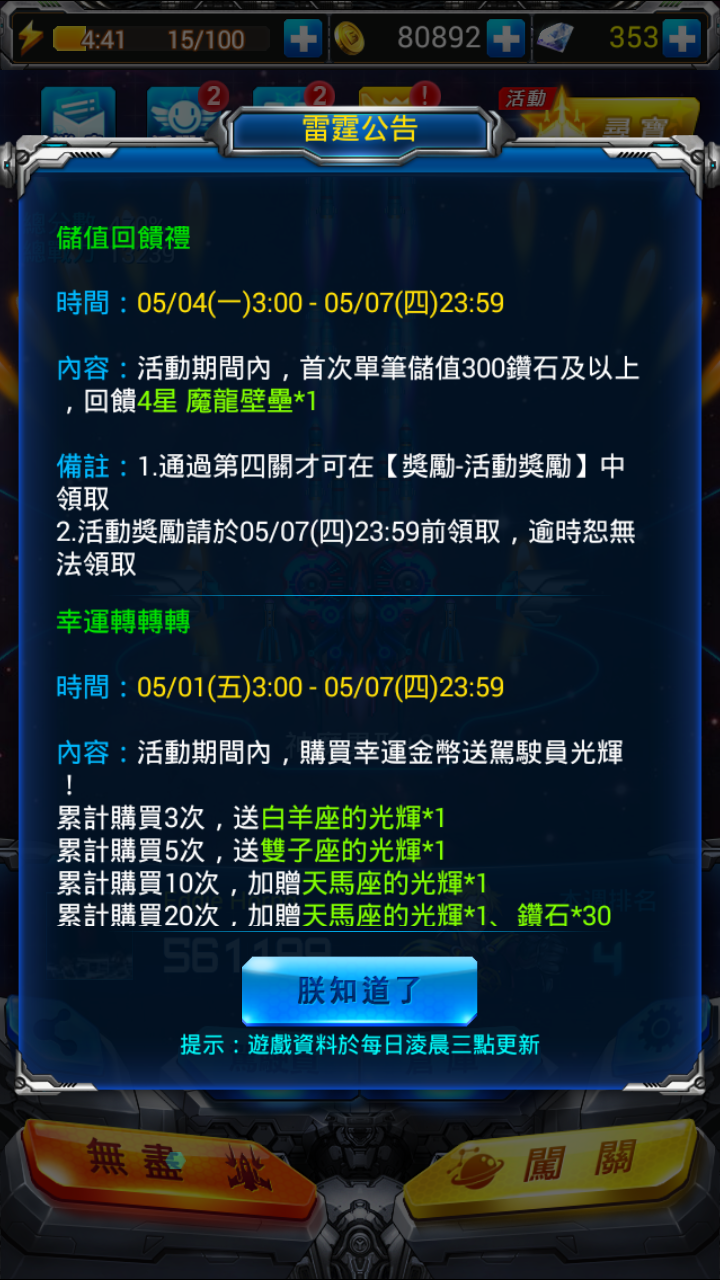 4:41 15/100 80892 353
2 2 ! 活動
尋寶
雷霆公告
儲值回饋禮
時間：05/04(一)3:00 - 05/07(四)23:59
內容：活動期間內，首次單筆儲值300鑽石及以上
，回饋4星 魔龍壁壘*1
備註：1.通過第四關才可在【獎勵-活動獎勵】中
領取
2.活動獎勵請於05/07(四)23:59前領取，逾時恕無
法領取
幸運轉轉轉
時間：05/01(五)3:00 - 05/07(四)23:59
內容：活動期間內，購買幸運金幣送駕駛員光輝
！
累計購買3次，送白羊座的光輝*1
累計購買5次，送雙子座的光輝*1
累計購買10次，加贈天馬座的光輝*1
累計購買20次，加贈天馬座的光輝*1、鑽石*30
朕知道了
提示：遊戲資料於每日淩晨三點更新
無盡 闖關